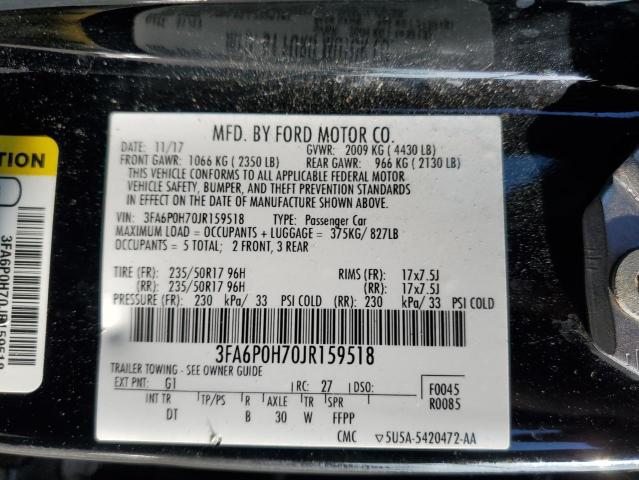 MFD. BY FORD MOTOR CO.
DATE: 11/17 GVWR: 2009 KG ( 4430 LB)
FRONT GAWR: 1066 KG ( 2350 LB) REAR GAWR: 966 KG ( 2130 LB)
THIS VEHICLE CONFORMS TO ALL APPLICABLE FEDERAL MOTOR
VEHICLE SAFETY, BUMPER, AND THEFT PREVENTION STANDARDS
IN EFFECT ON THE DATE OF MANUFACTURE SHOWN ABOVE.
VIN: 3FA6P0H70JR159518 TYPE: Passenger Car
MAXIMUM LOAD = OCCUPANTS + LUGGAGE = 375KG/ 827LB
OCCUPANTS = 5 TOTAL; 2 FRONT, 3 REAR
TIRE (FR): 235/50R17 96H RIMS (FR): 17x7.5J
(RR): 235/50R17 96H (RR): 17x7.5J
PRESSURE (FR): 230 kPa/ 33 PSI COLD (RR): 230 kPa/ 33 PSI COLD
3FA6P0H70JR159518
TRAILER TOWING - SEE OWNER GUIDE
EXT PNT: G1 RC: 27 DSO:
INT TR TP/PS R AXLE TR SPR
DT B 30 W FFPP
F0045
R0085
CMC 5U5A-5420472-AA
TION
3FA6P0H70JR159518